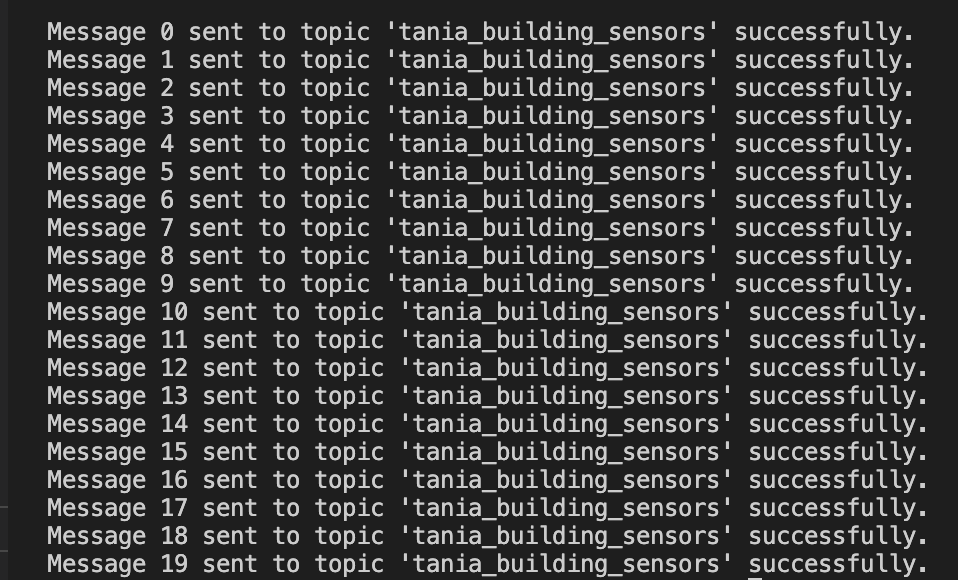 Message 0 sent to topic 'tania_building_sensors' successfully.
Message 1 sent to topic 'tania_building_sensors' successfully.
Message 2 sent to topic 'tania_building_sensors' successfully.
Message 3 sent to topic 'tania_building_sensors' successfully.
Message 4 sent to topic 'tania_building_sensors' successfully.
Message 5 sent to topic 'tania_building_sensors' successfully.
Message 6 sent to topic 'tania_building_sensors' successfully.
Message 7 sent to topic 'tania_building_sensors' successfully.
Message 8 sent to topic 'tania_building_sensors' successfully.
Message 9 sent to topic 'tania_building_sensors' successfully.
Message 10 sent to topic 'tania_building_sensors' successfully.
Message 11 sent to topic 'tania_building_sensors' successfully.
Message 12 sent to topic 'tania_building_sensors' successfully.
Message 13 sent to topic 'tania_building_sensors' successfully.
Message 14 sent to topic 'tania_building_sensors' successfully.
Message 15 sent to topic 'tania_building_sensors' successfully.
Message 16 sent to topic 'tania_building_sensors' successfully.
Message 17 sent to topic 'tania_building_sensors' successfully.
Message 18 sent to topic 'tania_building_sensors' successfully.
Message 19 sent to topic 'tania_building_sensors' successfully.